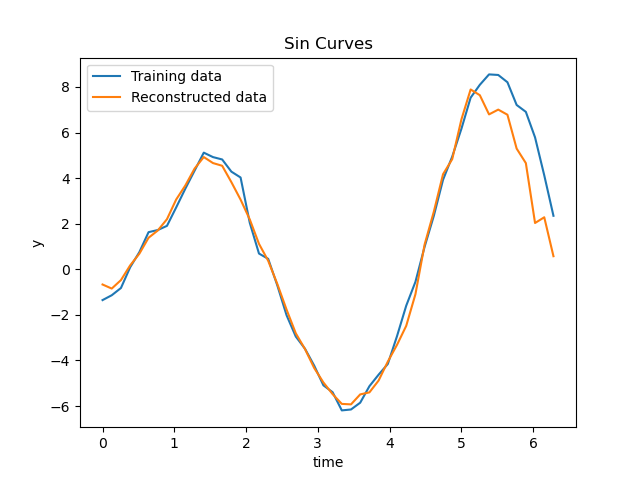 Sin Curves
Training data
Reconstructed data
8
6
4
2
0
−2
−4
−6
y
0 1 2 3 4 5 6
time